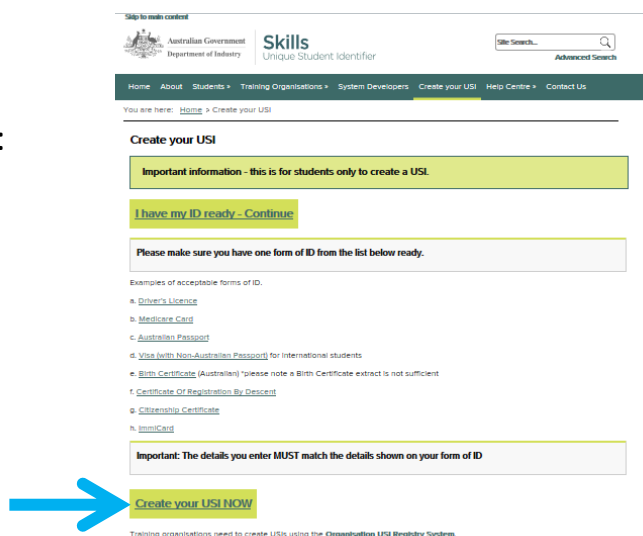 Skip to main content
Australian Government
Department of Industry
Skills
Unique Student Identifier
Site Search...
Advanced Search
Home About Students » Training Organisations » System Developers Create your USI Help Centre » Contact Us
You are here: Home > Create your USI
:
Create your USI
Important information - this is for students only to create a USI.
I have my ID ready - Continue
Please make sure you have one form of ID from the list below ready.
Examples of acceptable forms of ID.
a. Driver's Licence
b. Medicare Card
c. Australian Passport
d. Visa (with Non-Australian Passport) for international students
e. Birth Certificate (Australian) *please note a Birth Certificate extract is not sufficient
f. Certificate Of Registration By Descent
g. Citizenship Certificate
h. ImmiCard
Important: The details you enter MUST match the details shown on your form of ID
Create your USI NOW
Training organisations need to create USIs using the Organisation USI Registry System.